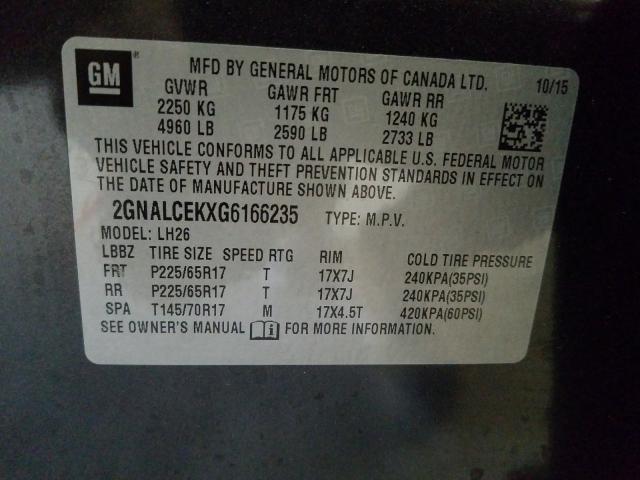 GM
MFD BY GENERAL MOTORS OF CANADA LTD. 10/15
GVWR GAWR FRT GAWR RR
2250 KG 1175 KG 1240 KG
4960 LB 2590 LB 2733 LB
THIS VEHICLE CONFORMS TO ALL APPLICABLE U.S. FEDERAL MOTOR
VEHICLE SAFETY AND THEFT PREVENTION STANDARDS IN EFFECT ON
THE DATE OF MANUFACTURE SHOWN ABOVE.
2GNALCEKXG6166235 TYPE: M.P.V.
MODEL: LH26
LBBZ TIRE SIZE SPEED RTG RIM COLD TIRE PRESSURE
FRT P225/65R17 T 17X7J 240KPA(35PSI)
RR P225/65R17 T 17X7J 240KPA(35PSI)
SPA T145/70R17 M 17X4.5T 420KPA(60PSI)
SEE OWNER'S MANUAL FOR MORE INFORMATION.